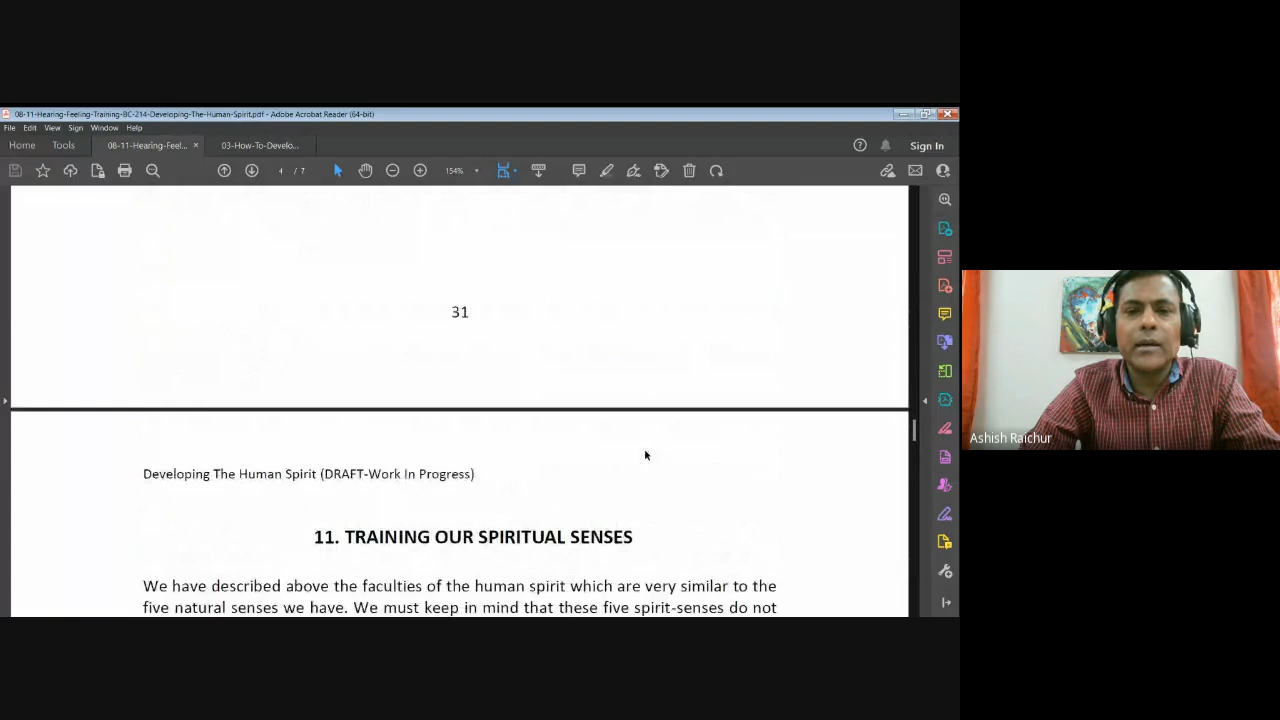 08-11-Hearing-Feeling-Training-BC-214-Developing-The-Human-Spirit.pdf - Adobe Acrobat Reader (64-bit)
File Edit View Sign Window Help
Home Tools 08-11-Hearing-Feel... × 03-How-To-Develo... Sign In
4 / 7 154%
31
Developing The Human Spirit (DRAFT-Work In Progress)
11. TRAINING OUR SPIRITUAL SENSES
We have described above the faculties of the human spirit which are very similar to the
five natural senses we have. We must keep in mind that these five spirit-senses do not
Ashish Raichur